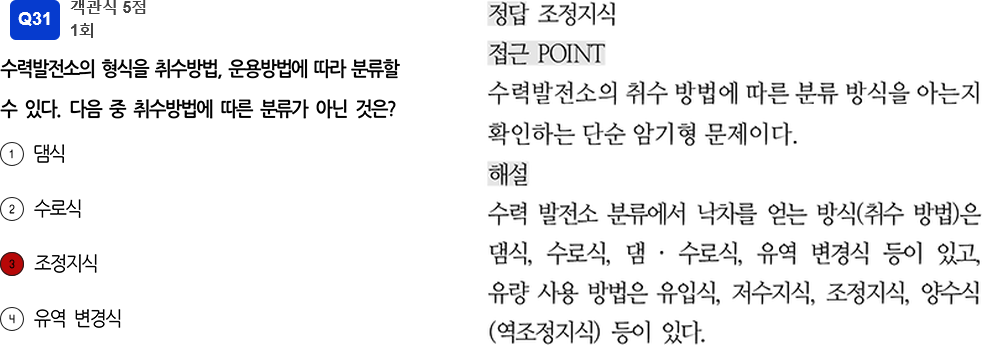 Q31
객관식 5점
1회
수력발전소의 형식을 취수방법, 운용방법에 따라 분류할
수 있다. 다음 중 취수방법에 따른 분류가 아닌 것은?
1 댐식
2 수로식
3 조정지식
4 유역 변경식
정답 조정지식
접근 POINT
수력발전소의 취수 방법에 따른 분류 방식을 아는지
확인하는 단순 암기형 문제이다.
해설
수력 발전소 분류에서 낙차를 얻는 방식(취수 방법)은
댐식, 수로식, 댐 · 수로식, 유역 변경식 등이 있고,
유량 사용 방법은 유입식, 저수지식, 조정지식, 양수식
(역조정지식) 등이 있다.